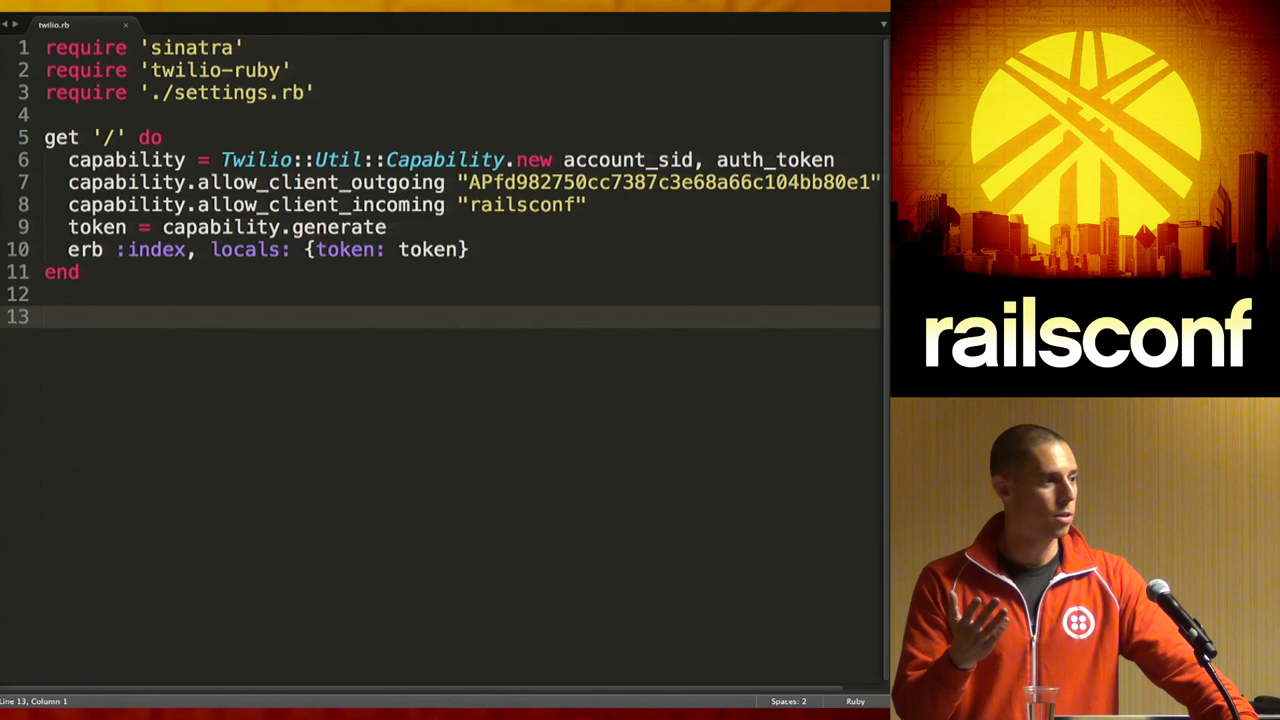 twilio.rb
1 require 'sinatra'
2 require 'twilio-ruby'
3 require './settings.rb'
4
5 get '/' do
6 capability = Twilio::Util::Capability.new account_sid, auth_token
7 capability.allow_client_outgoing "APfd982750cc7387c3e68a66c104bb80e1"
8 capability.allow_client_incoming "railsconf"
9 token = capability.generate
10 erb :index, locals: {token: token}
11 end
12
13
Line 13, Column 1
Spaces: 2
Ruby
railsconf